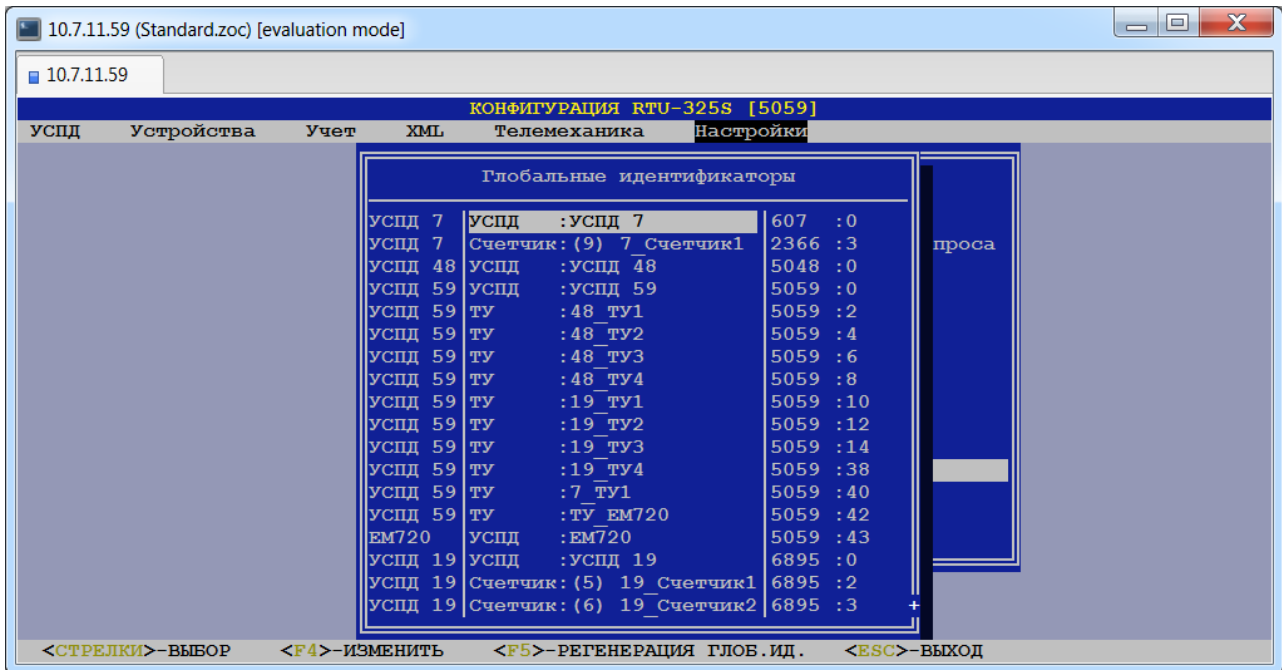 10.7.11.59 (Standard.zoc) [evaluation mode]
10.7.11.59
КОНФИГУРАЦИЯ RTU-325S [5059]
УСПД Устройства Учет XML Телемеханика Настройки
Глобальные идентификаторы
УСПД 7 УСПД :УСПД 7 607 :0
УСПД 7 Счетчик:(9) 7_Счетчик1 2366 :3 проса
УСПД 48 УСПД :УСПД 48 5048 :0
УСПД 59 УСПД :УСПД 59 5059 :0
УСПД 59 ТУ :48_ТУ1 5059 :2
УСПД 59 ТУ :48_ТУ2 5059 :4
УСПД 59 ТУ :48_ТУ3 5059 :6
УСПД 59 ТУ :48_ТУ4 5059 :8
УСПД 59 ТУ :19_ТУ1 5059 :10
УСПД 59 ТУ :19_ТУ2 5059 :12
УСПД 59 ТУ :19_ТУ3 5059 :14
УСПД 59 ТУ :19_ТУ4 5059 :38
УСПД 59 ТУ :7_ТУ1 5059 :40
УСПД 59 ТУ :ТУ_ЕМ720 5059 :42
ЕМ720 УСПД :ЕМ720 5059 :43
УСПД 19 УСПД :УСПД 19 6895 :0
УСПД 19 Счетчик:(5) 19_Счетчик1 6895 :2
УСПД 19 Счетчик:(6) 19_Счетчик2 6895 :3 +
<СТРЕЛКИ>-ВЫБОР <F4>-ИЗМЕНИТЬ <F5>-РЕГЕНЕРАЦИЯ ГЛОБ.ИД. <ESC>-ВЫХОД